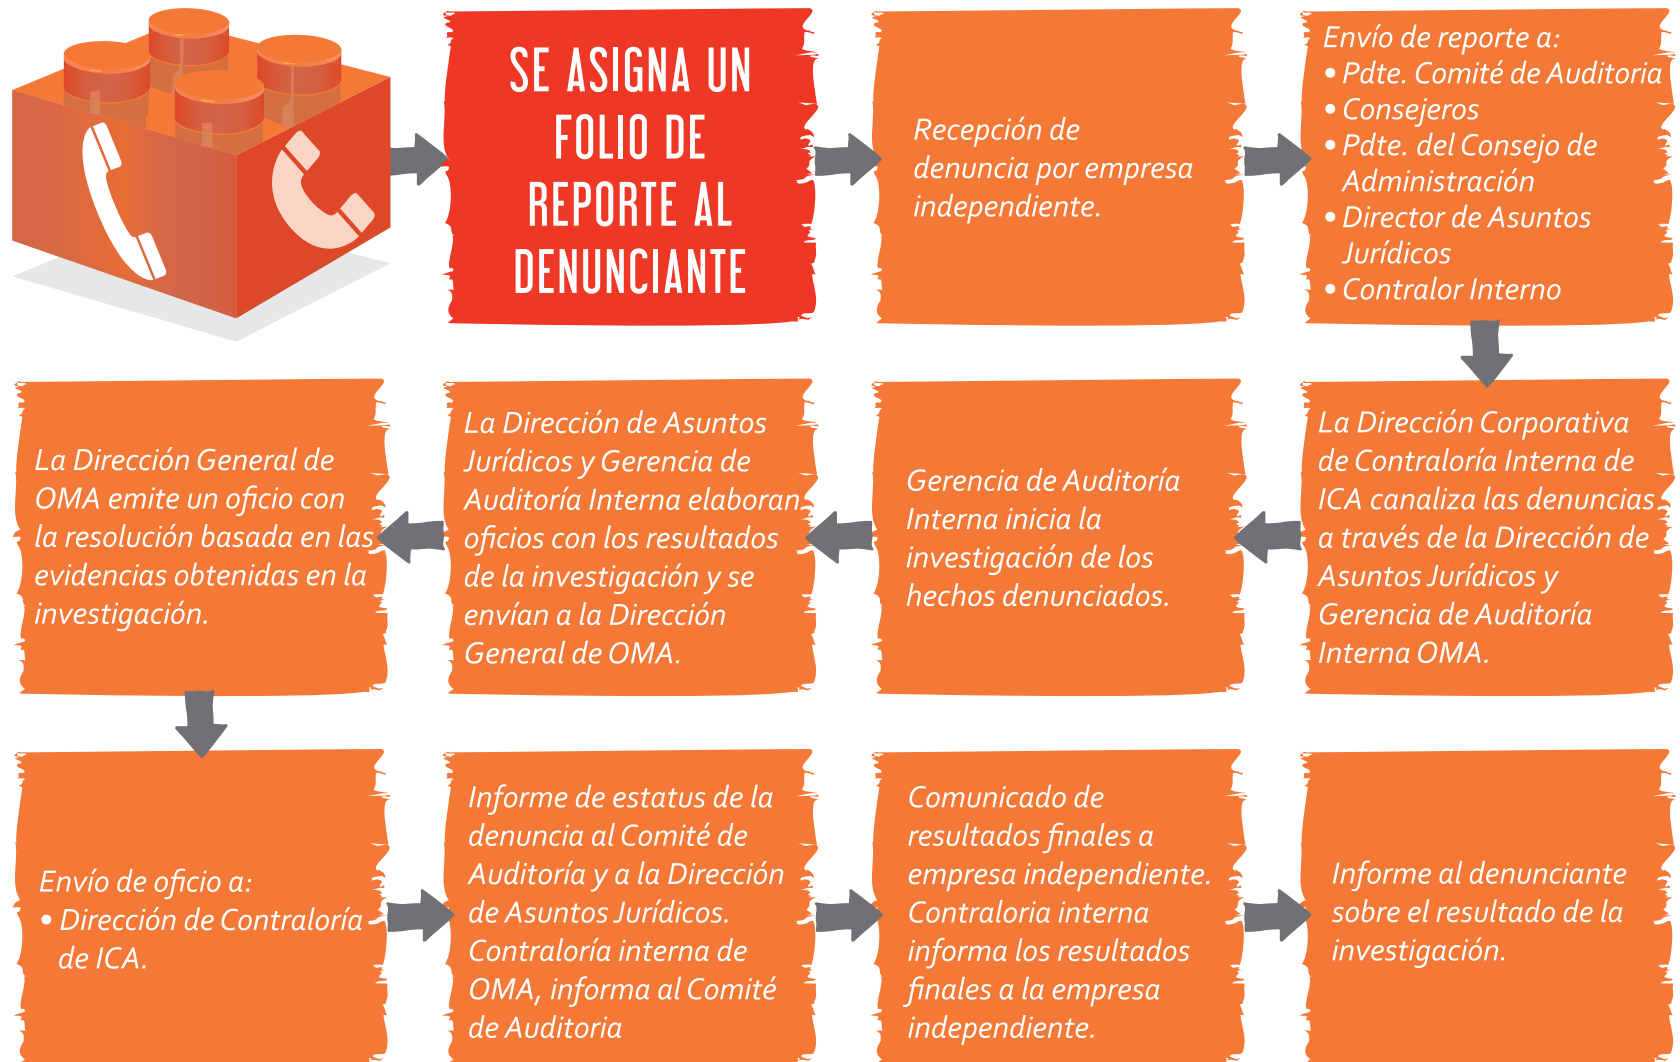 SE ASIGNA UN
FOLIO DE
REPORTE AL
DENUNCIANTE
Recepción de
denuncia por empresa
independiente.
Envío de reporte a:
• Pdte. Comité de Auditoria
• Consejeros
• Pdte. del Consejo de
Administración
• Director de Asuntos
Jurídicos
• Contralor Interno
La Dirección Corporativa
de Contraloría Interna de
ICA canaliza las denuncias
a través de la Dirección de
Asuntos Jurídicos y
Gerencia de Auditoría
Interna OMA.
Gerencia de Auditoría
Interna inicia la
investigación de los
hechos denunciados.
La Dirección de Asuntos
Jurídicos y Gerencia de
Auditoría Interna elaboran
oficios con los resultados
de la investigación y se
envían a la Dirección
General de OMA.
La Dirección General de
OMA emite un oficio con
la resolución basada en las
evidencias obtenidas en la
investigación.
Envío de oficio a:
• Dirección de Contraloría
de ICA.
Informe de estatus de la
denuncia al Comité de
Auditoría y a la Dirección
de Asuntos Jurídicos.
Contraloría interna de
OMA, informa al Comité
de Auditoria
Comunicado de
resultados finales a
empresa independiente.
Contraloria interna
informa los resultados
finales a la empresa
independiente.
Informe al denunciante
sobre el resultado de la
investigación.